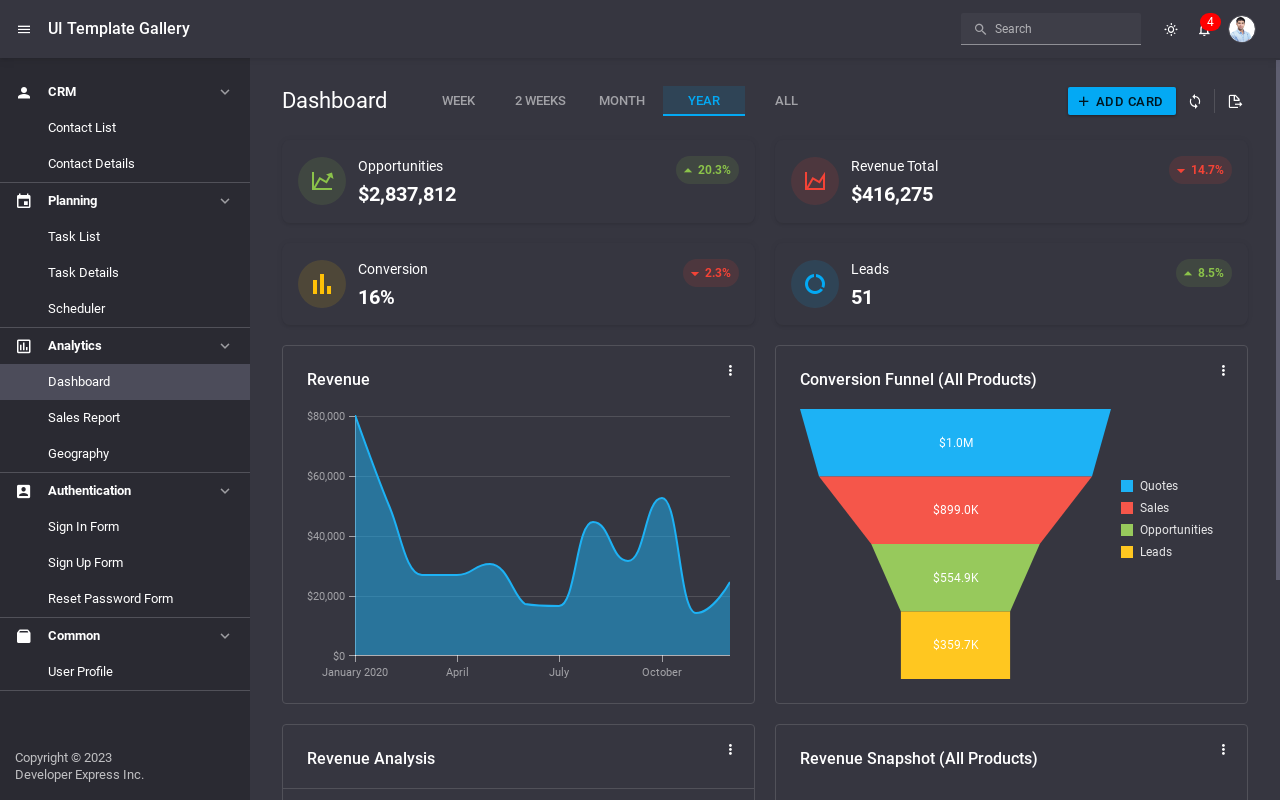 UI Template Gallery
Search
4
CRM
Contact List
Contact Details
Planning
Task List
Task Details
Scheduler
Analytics
Dashboard
Sales Report
Geography
Authentication
Sign In Form
Sign Up Form
Reset Password Form
Common
User Profile
Copyright © 2023
Developer Express Inc.
Dashboard
WEEK
2 WEEKS
MONTH
YEAR
ALL
ADD CARD
Opportunities
$2,837,812
20.3%
Revenue Total
$416,275
14.7%
Conversion
16%
2.3%
Leads
51
8.5%
Revenue
$80,000
$60,000
$40,000
$20,000
$0
January 2020
April
July
October
Conversion Funnel (All Products)
$1.0M
$899.0K
$554.9K
$359.7K
Quotes
Sales
Opportunities
Leads
Revenue Analysis
Revenue Snapshot (All Products)